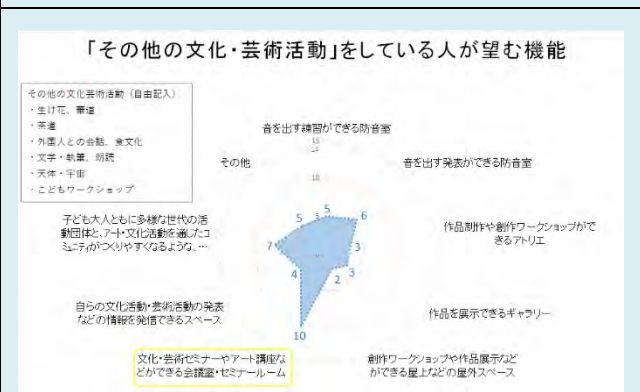 「その他の文化・芸術活動」をしている人が望む機能
その他の文化芸術活動（自由記入）
・生け花、華道
・茶道
・外国人との会話、食文化
・文学・執筆、朗読
・天体・宇宙
・こどもワークショップ
音を出す練習ができる防音室
15
10
その他
音を出す発表ができる防音室
5
5
5
6
子ども大人ともに多様な世代の活
動団体と、アート・文化活動を通したコ
ミュニティがつくりやすくなるような、…
7
3
作品制作や創作ワークショップがで
きるアトリエ
4
2
3
自らの文化活動・芸術活動の発表
などの情報を発信できるスペース
作品を展示できるギャラリー
10
文化・芸術セミナーやアート講座な
どができる会議室・セミナールーム
創作ワークショップや作品展示など
ができる屋上などの屋外スペース